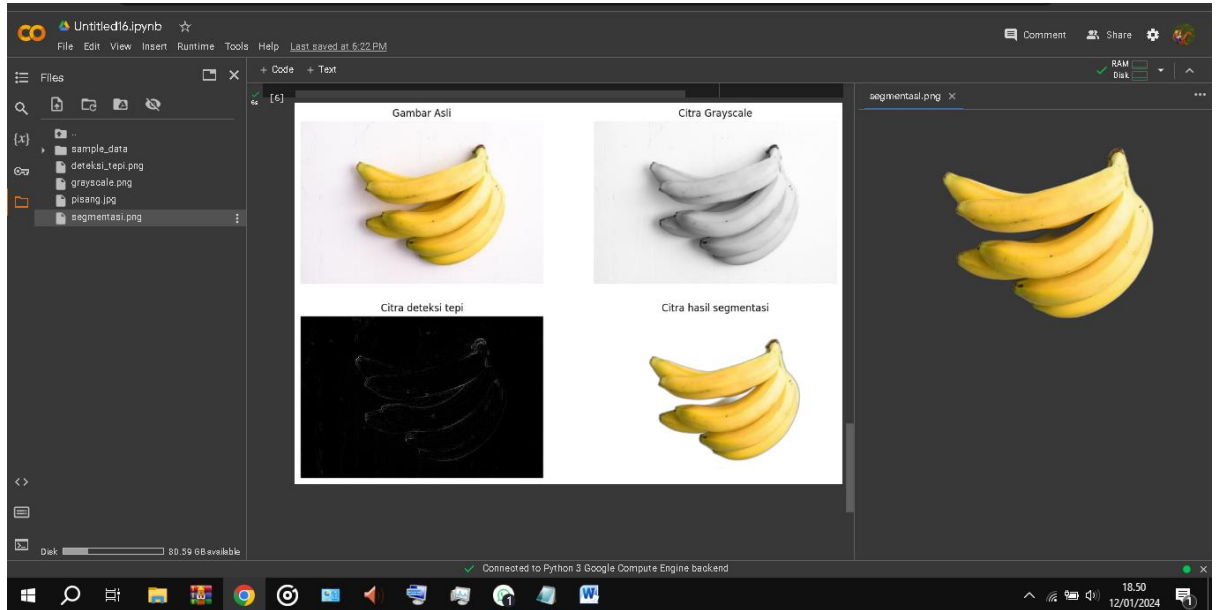 Untitled16.ipynb
File Edit View Insert Runtime Tools Help Last saved at 6:22 PM
Comment Share
Files
+ Code + Text
RAM
Disk
..
sample_data
deteksi_tepi.png
grayscale.png
pisang.jpg
segmentasi.png
{x}
6s [6]
Gambar Asli
Citra Grayscale
Citra deteksi tepi
Citra hasil segmentasi
segmentasi.png
Disk 80.59 GB available
Connected to Python 3 Google Compute Engine backend
18.50
12/01/2024